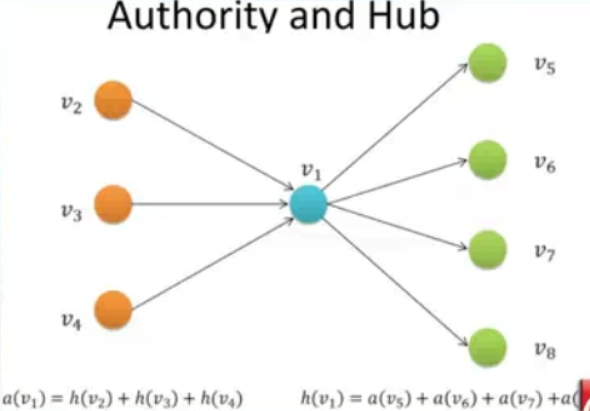 Authority and Hub
v₂
v₃
v₄
v₁
v₅
v₆
v₇
v₈
a(v₁) = h(v₂) + h(v₃) + h(v₄)
h(v₁) = a(v₅) + a(v₆) + a(v₇) +a(